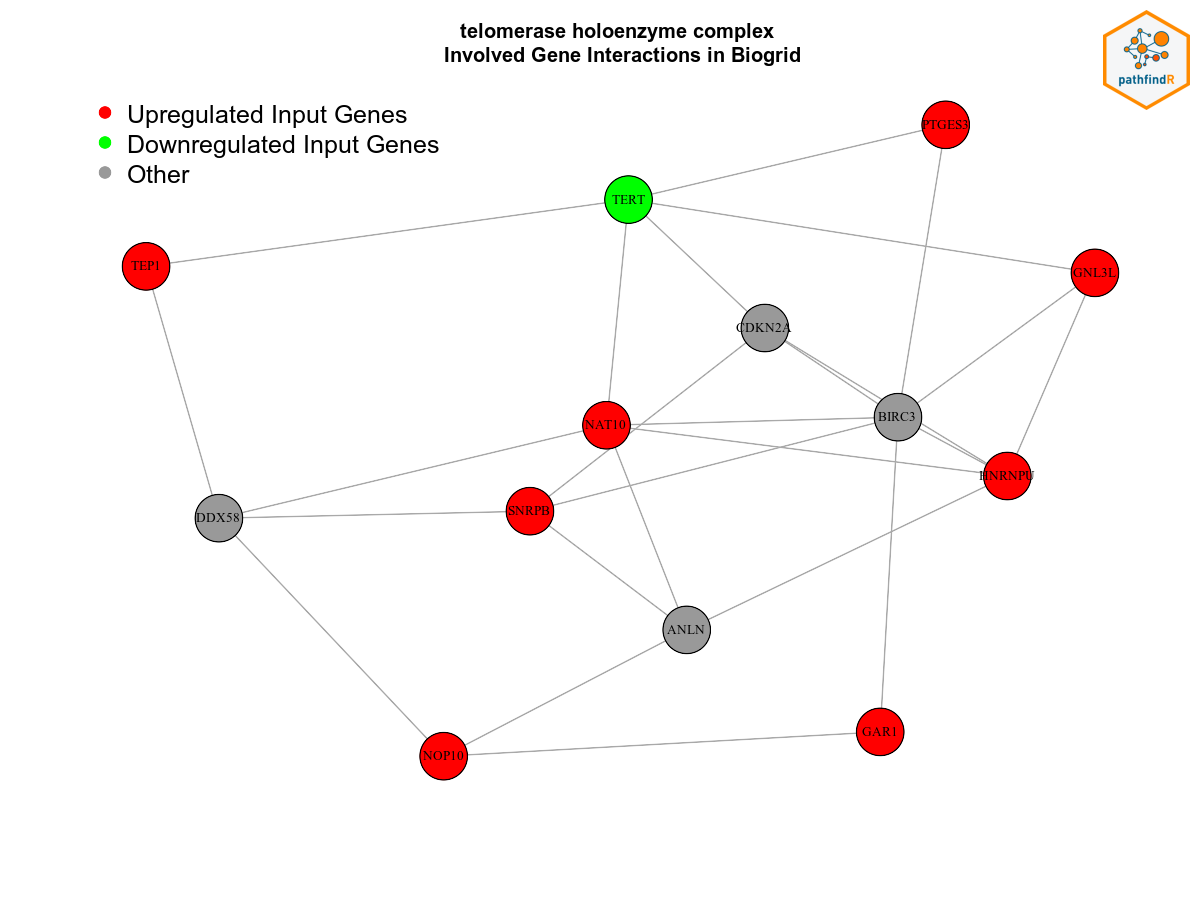 telomerase holoenzyme complex
Involved Gene Interactions in Biogrid
pathfindR
Upregulated Input Genes
Downregulated Input Genes
Other
PTGES3
TERT
TEP1
GNL3L
CDKN2A
BIRC3
NAT10
HNRNPU
SNRPB
DDX58
ANLN
GAR1
NOP10